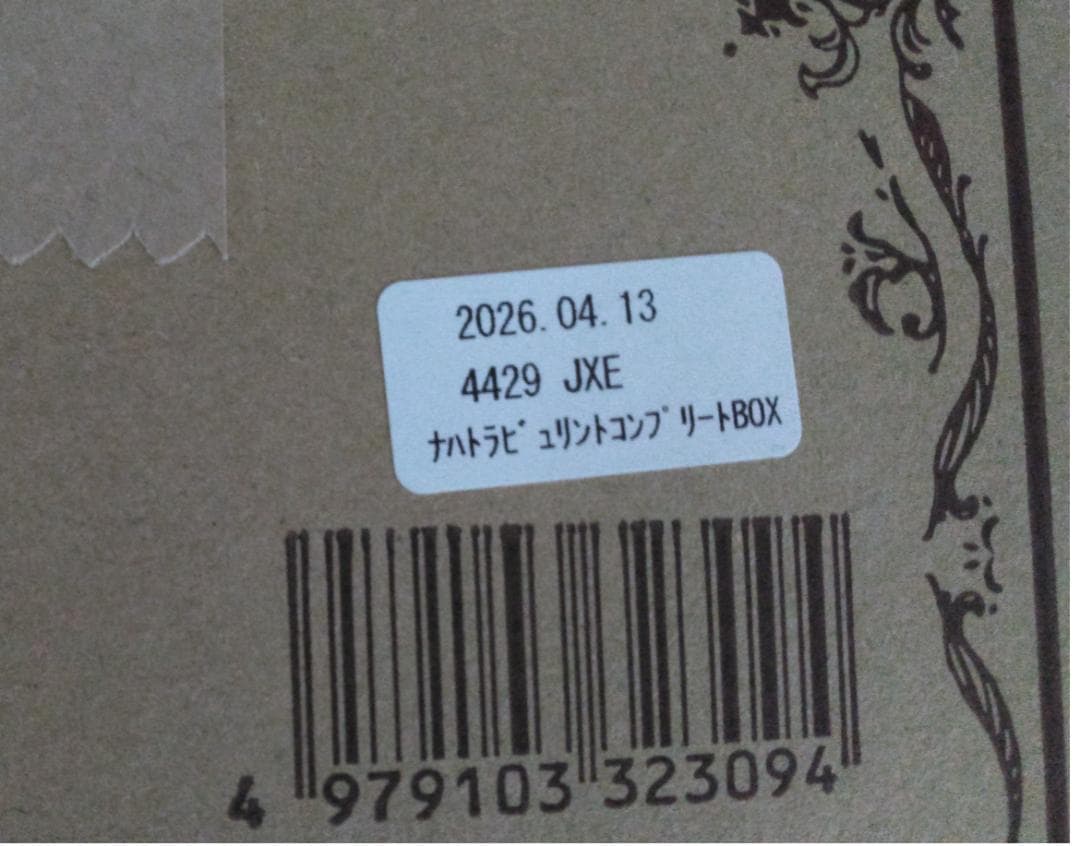 2026. 04. 13
4429 JXE
ﾅﾊﾄﾗﾋﾞｭﾘﾝﾄｺﾝﾌﾟﾘｰﾄBOX
4 979103 323094